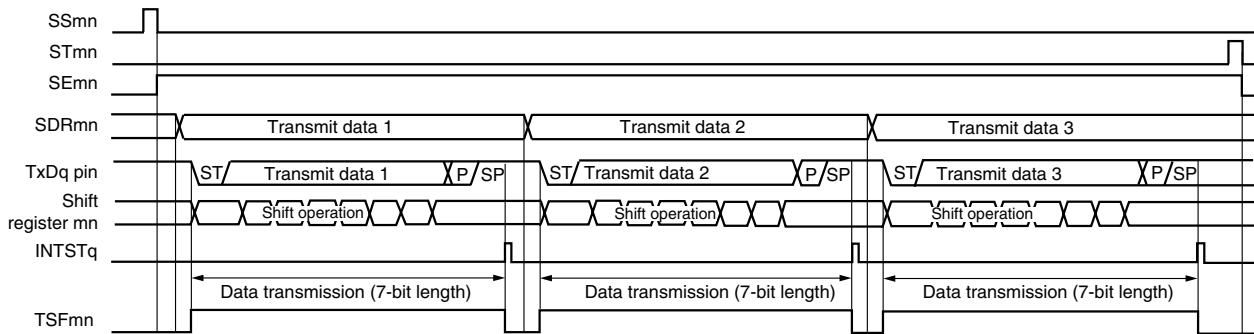 SSmn
STmn
SEmn
SDRmn Transmit data 1 Transmit data 2 Transmit data 3
TxDq pin ST Transmit data 1 P SP ST Transmit data 2 P SP ST Transmit data 3 P SP
Shift
register mn Shift operation Shift operation Shift operation
INTSTq
Data transmission (7-bit length) Data transmission (7-bit length) Data transmission (7-bit length)
TSFmn